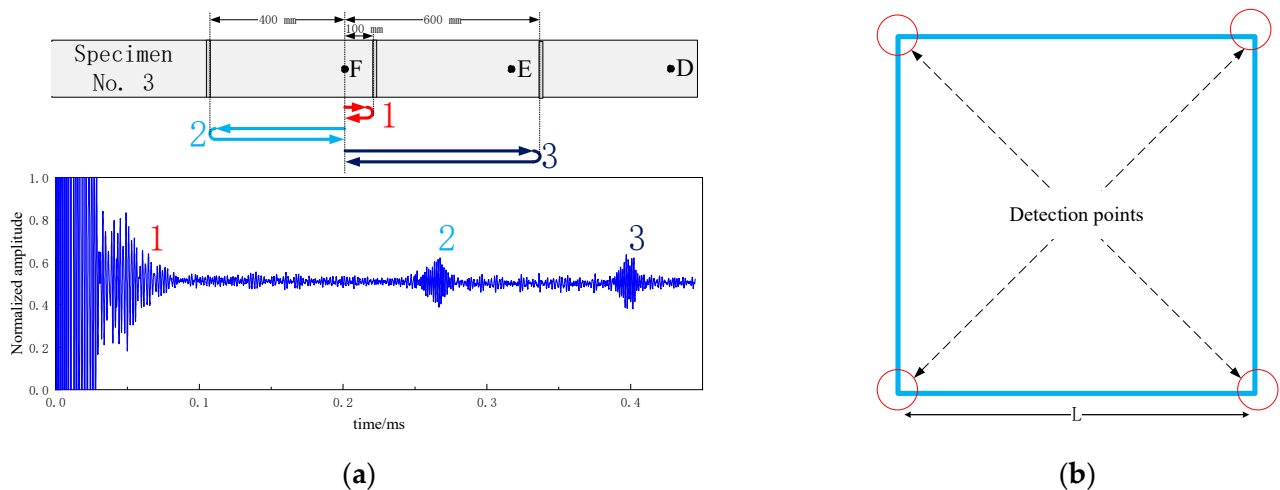 400 mm
600 mm
100 mm
Specimen
No. 3
F
E
D
1
2
3
Normalized amplitude
1.0
0.8
0.6
0.4
0.2
0.0
1
2
3
0.0
0.1
0.2
0.3
0.4
time/ms
(a)
Detection points
L
(b)